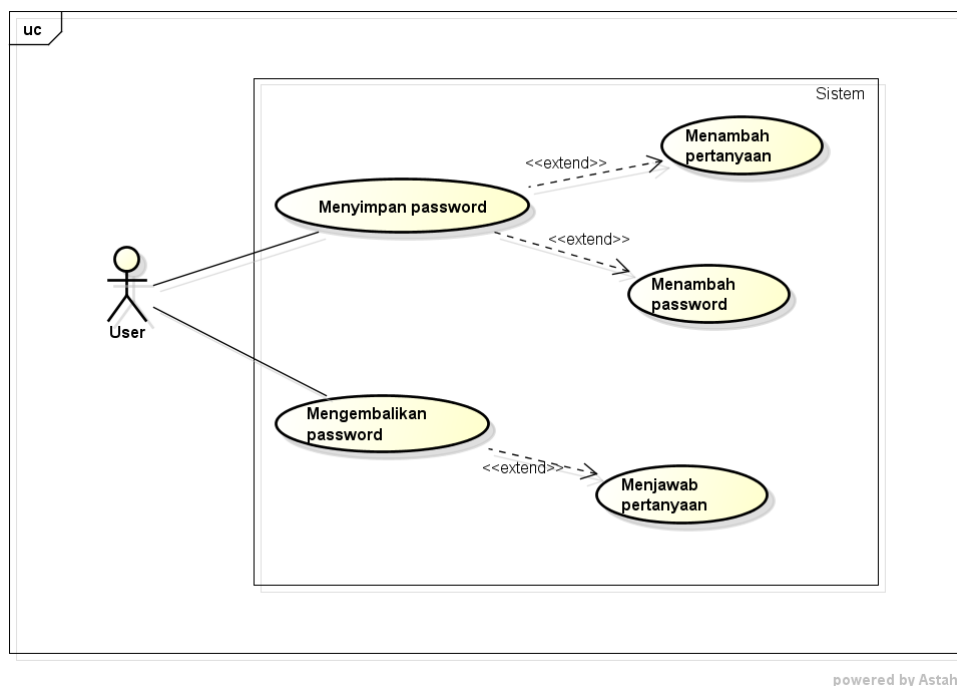 uc
Sistem
Menambah
pertanyaan
<<extend>>
Menyimpan password
<<extend>>
Menambah
password
User
Mengembalikan
password
<<extend>>
Menjawab
pertanyaan
powered by Astah